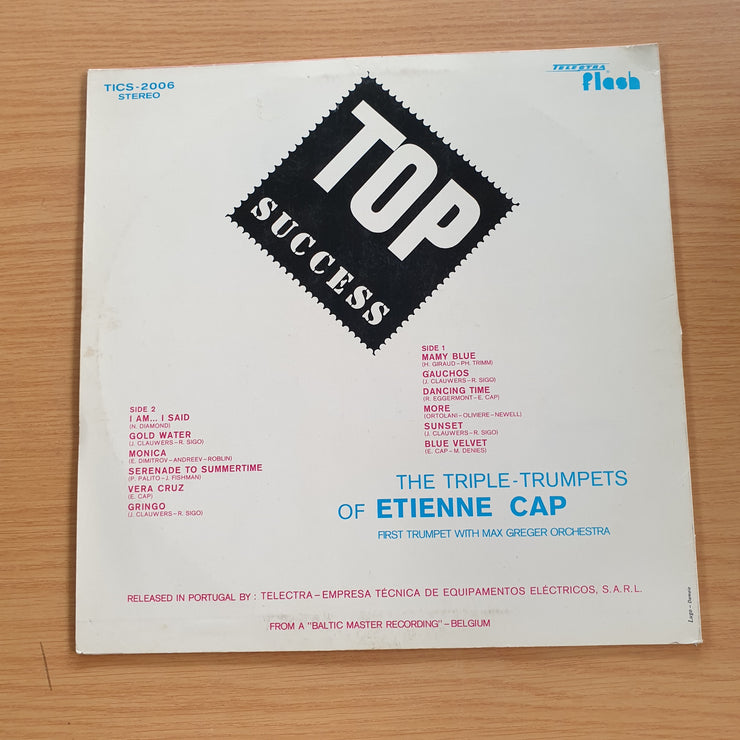 TICS-2006
STEREO
TELECTRA
flash
TOP
SUCCESS
SIDE 1
MAMY BLUE
(H. GIRAUD-PH. TRIMM)
GAUCHOS
(J. CLAUWERS-R. SIGO)
DANCING TIME
(R. EGGERMONT-E. CAP)
MORE
(ORTOLANI-OLIVIERE-NEWELL)
SUNSET
(J. CLAUWERS-R. SIGO)
BLUE VELVET
(E. CAP-M. DENIES)
SIDE 2
I AM... I SAID
(N. DIAMOND)
GOLD WATER
(J. CLAUWERS-R. SIGO)
MONICA
(E. DIMITROV-ANDREEV-ROBLIN)
SERENADE TO SUMMERTIME
(P. PALITO-J. FISHMAN)
VERA CRUZ
(E. CAP)
GRINGO
(J. CLAUWERS-R. SIGO)
THE TRIPLE-TRUMPETS
OF ETIENNE CAP
FIRST TRUMPET WITH MAX GREGER ORCHESTRA
RELEASED IN PORTUGAL BY: TELECTRA-EMPRESA TÉCNICA DE EQUIPAMENTOS ELÉCTRICOS, S.A.R.L.
FROM A "BALTIC MASTER RECORDING"-BELGIUM